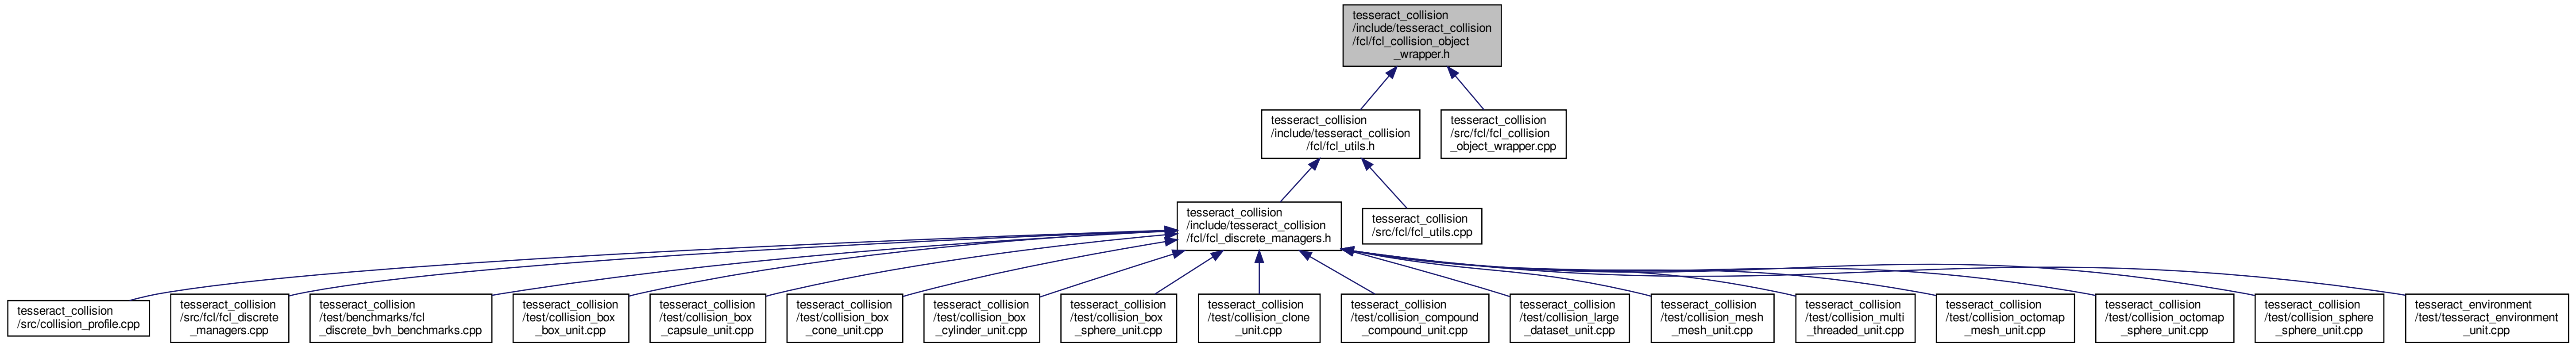 tesseract_collision
/include/tesseract_collision
/fcl/fcl_collision_object
_wrapper.h
tesseract_collision
/include/tesseract_collision
/fcl/fcl_utils.h
tesseract_collision
/src/fcl/fcl_collision
_object_wrapper.cpp
tesseract_collision
/include/tesseract_collision
/fcl/fcl_discrete_managers.h
tesseract_collision
/src/fcl/fcl_utils.cpp
tesseract_collision
/src/collision_profile.cpp
tesseract_collision
/src/fcl/fcl_discrete
_managers.cpp
tesseract_collision
/test/benchmarks/fcl
_discrete_bvh_benchmarks.cpp
tesseract_collision
/test/collision_box
_box_unit.cpp
tesseract_collision
/test/collision_box
_capsule_unit.cpp
tesseract_collision
/test/collision_box
_cone_unit.cpp
tesseract_collision
/test/collision_box
_cylinder_unit.cpp
tesseract_collision
/test/collision_box
_sphere_unit.cpp
tesseract_collision
/test/collision_clone
_unit.cpp
tesseract_collision
/test/collision_compound
_compound_unit.cpp
tesseract_collision
/test/collision_large
_dataset_unit.cpp
tesseract_collision
/test/collision_mesh
_mesh_unit.cpp
tesseract_collision
/test/collision_multi
_threaded_unit.cpp
tesseract_collision
/test/collision_octomap
_mesh_unit.cpp
tesseract_collision
/test/collision_octomap
_sphere_unit.cpp
tesseract_collision
/test/collision_sphere
_sphere_unit.cpp
tesseract_environment
/test/tesseract_environment
_unit.cpp